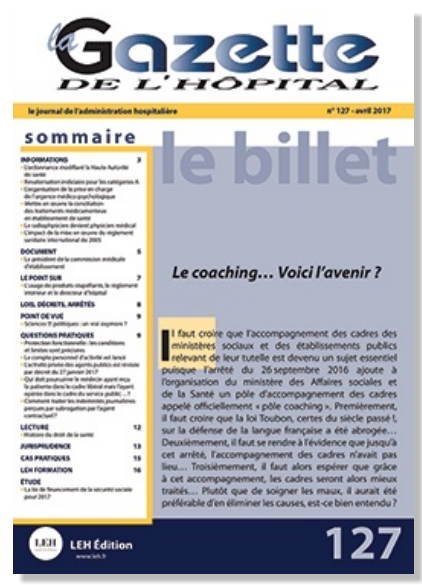 la
Gazette
DE L'HÔPITAL
le journal de l'administration hospitalière
n° 127 - avril 2017
sommaire
INFORMATIONS 3
• L'ordonnance modifiant la Haute Autorité
de santé
• Revalorisation indiciaire pour les catégories A
• L'organisation de la prise en charge
de l'urgence médico-psychologique
• Mettre en œuvre la conciliation
des traitements médicamenteux
en établissement de santé
• Le radiophysicien devient physicien médical
• L'impact de la mise en œuvre du règlement
sanitaire international de 2005
DOCUMENT 5
• Le président de la commission médicale
d'établissement
LE POINT SUR 7
• L'usage de produits stupéfiants, le règlement
intérieur et le directeur d'hôpital
LOIS, DÉCRETS, ARRÊTÉS 8
POINT DE VUE 9
• Sciences & politiques : un vrai oxymore ?
QUESTIONS PRATIQUES 9
• Protection fonctionnelle : les conditions
et limites sont précisées
• Le compte personnel d'activité est lancé
• L'activité privée des agents publics est révisée
par décret du 27 janvier 2017
• Qui doit poursuivre le médecin ayant reçu
la patiente dans le cadre libéral mais l'ayant
opérée dans le cadre du service public... ?
• Comment traiter les indemnités journalières
perçues par subrogation par l'agent
contractuel?
LECTURE 12
• Histoire du droit de la santé
JURISPRUDENCE 13
CAS PRATIQUES 15
LEH FORMATION 16
ÉTUDE
• La loi de financement de la sécurité sociale
pour 2017
le billet
Le coaching… Voici l'avenir ?
Il faut croire que l'accompagnement des cadres des
ministères sociaux et des établissements publics
relevant de leur tutelle est devenu un sujet essentiel
puisque l'arrêté du 26 septembre 2016 ajoute à
l'organisation du ministère des Affaires sociales et
de la Santé un pôle d'accompagnement des cadres
appelé officiellement « pôle coaching ». Premièrement,
il faut croire que la loi Toubon, certes du siècle passé !,
sur la défense de la langue française a été abrogée…
Deuxièmement, il faut se rendre à l'évidence que jusqu'à
cet arrêté, l'accompagnement des cadres n'avait pas
lieu… Troisièmement, il faut alors espérer que grâce
à cet accompagnement, les cadres seront alors mieux
traités… Plutôt que de soigner les maux, il aurait été
préférable d'en éliminer les causes, est-ce bien entendu ?
LEH
LEH Édition
www.leh.fr
127